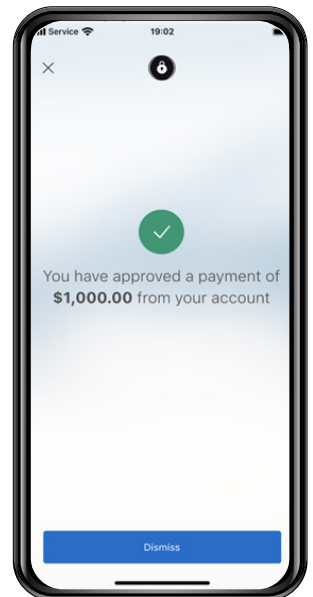 Service 19:02
You have approved a payment of
$1,000.00 from your account
Dismiss